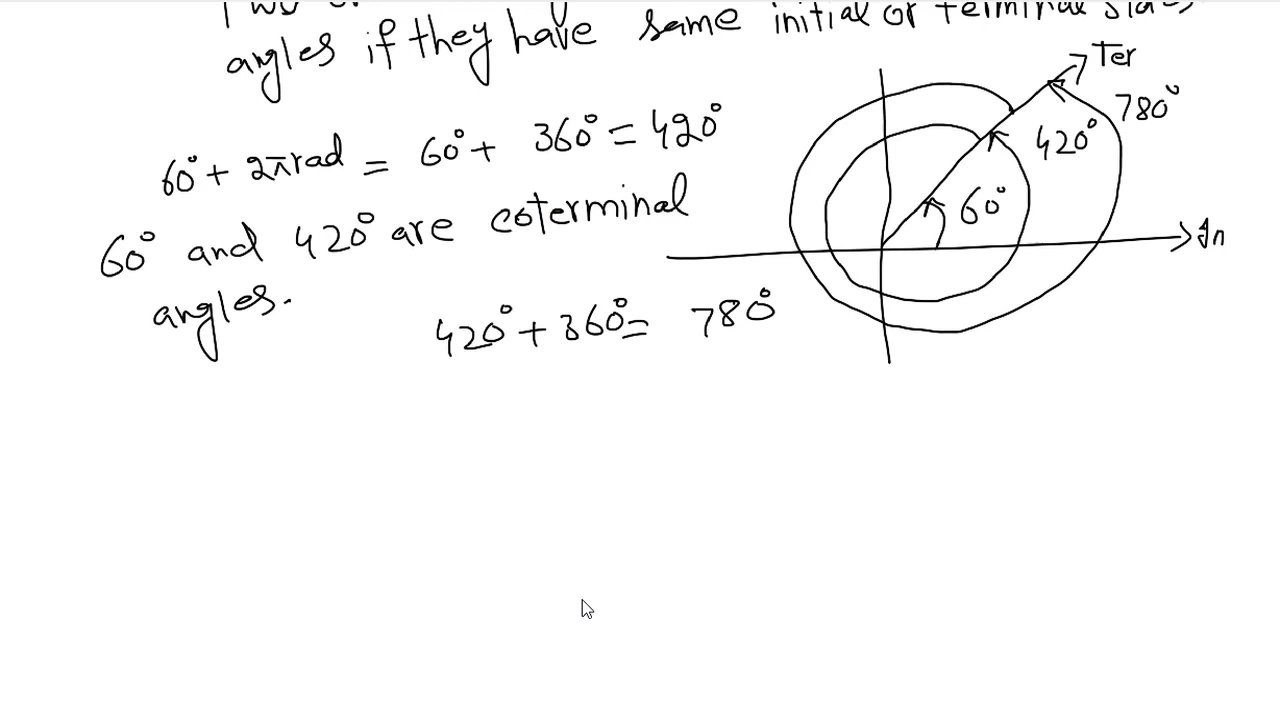 angles if they have same initial or terminal
Ter
780°
60° + 2π rad = 60° + 360° = 420°
420°
60°
60° and 420° are coterminal
In
angles.
420° + 360° = 780°